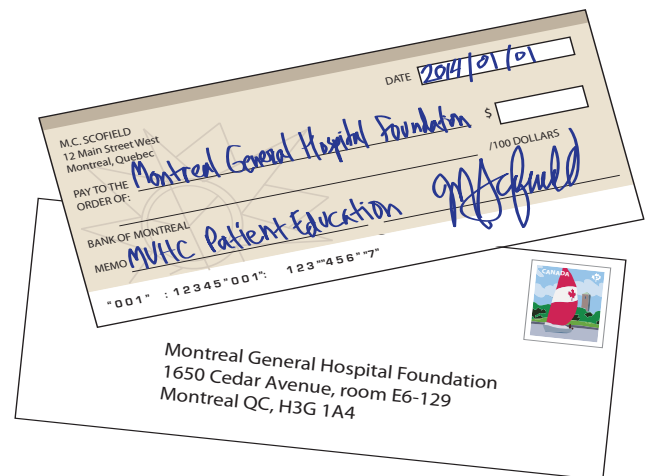 DATE 2014/01/01
M.C. SCOFIELD
12 Main Street West
Montreal, Quebec
$
PAY TO THE
ORDER OF: Montreal General Hospital Foundation
/100 DOLLARS
BANK OF MONTREAL
MEMO MUHC Patient Education
"001" :12345"001": 123""456""7"
CANADA
P
Montreal General Hospital Foundation
1650 Cedar Avenue, room E6-129
Montreal QC, H3G 1A4